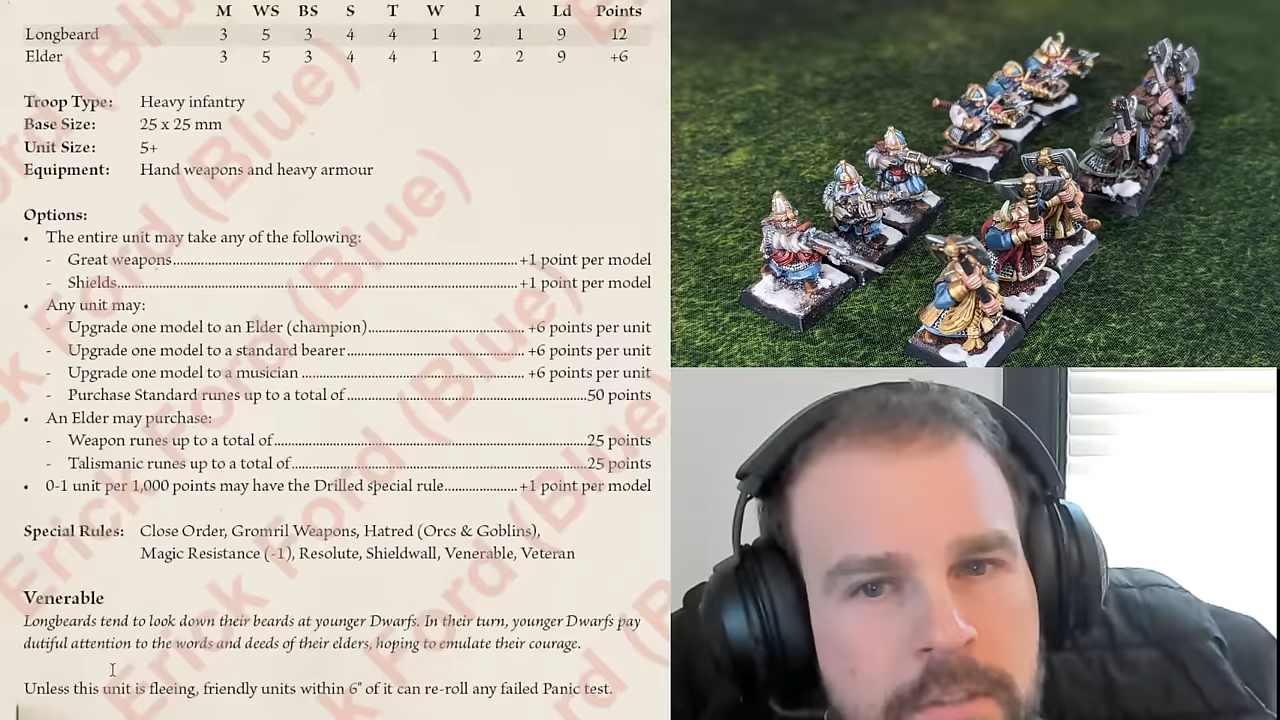 M WS BS S T W I A Ld Points
Longbeard 3 5 3 4 4 1 2 1 9 12
Elder 3 5 3 4 4 1 2 2 9 +6
Troop Type: Heavy infantry
Base Size: 25 x 25 mm
Unit Size: 5+
Equipment: Hand weapons and heavy armour
Options:
• The entire unit may take any of the following:
- Great weapons..........+1 point per model
- Shields..........+1 point per model
• Any unit may:
- Upgrade one model to an Elder (champion)..........+6 points per unit
- Upgrade one model to a standard bearer..........+6 points per unit
- Upgrade one model to a musician..........+6 points per unit
- Purchase Standard runes up to a total of..........50 points
• An Elder may purchase:
- Weapon runes up to a total of..........25 points
- Talismanic runes up to a total of..........25 points
• 0-1 unit per 1,000 points may have the Drilled special rule..........+1 point per model
Special Rules: Close Order, Gromril Weapons, Hatred (Orcs & Goblins),
Magic Resistance (-1), Resolute, Shieldwall, Venerable, Veteran
Venerable
Longbeards tend to look down their beards at younger Dwarfs. In their turn, younger Dwarfs pay
dutiful attention to the words and deeds of their elders, hoping to emulate their courage.
Unless this unit is fleeing, friendly units within 6" of it can re-roll any failed Panic test.
Erick Ford (Blue)